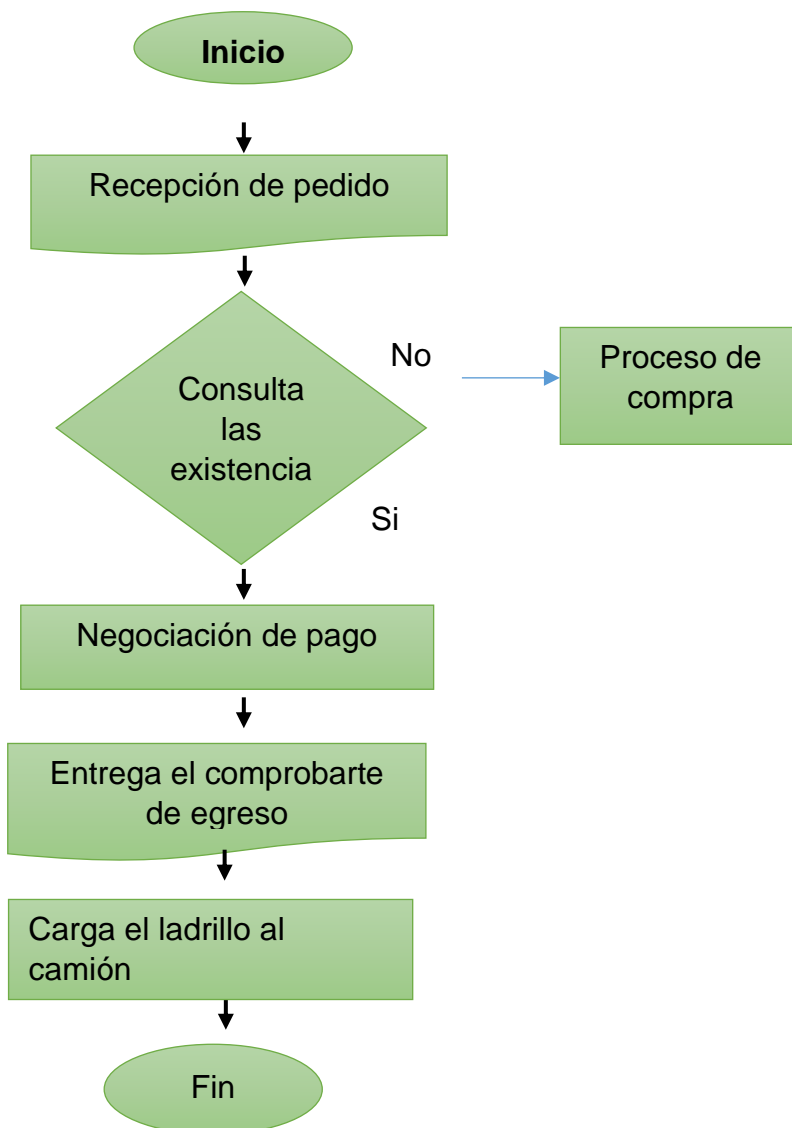 Inicio
Recepción de pedido
No
Proceso de
compra
Consulta
las
existencia
Si
Negociación de pago
Entrega el comprobarte
de egreso
Carga el ladrillo al
camión
Fin